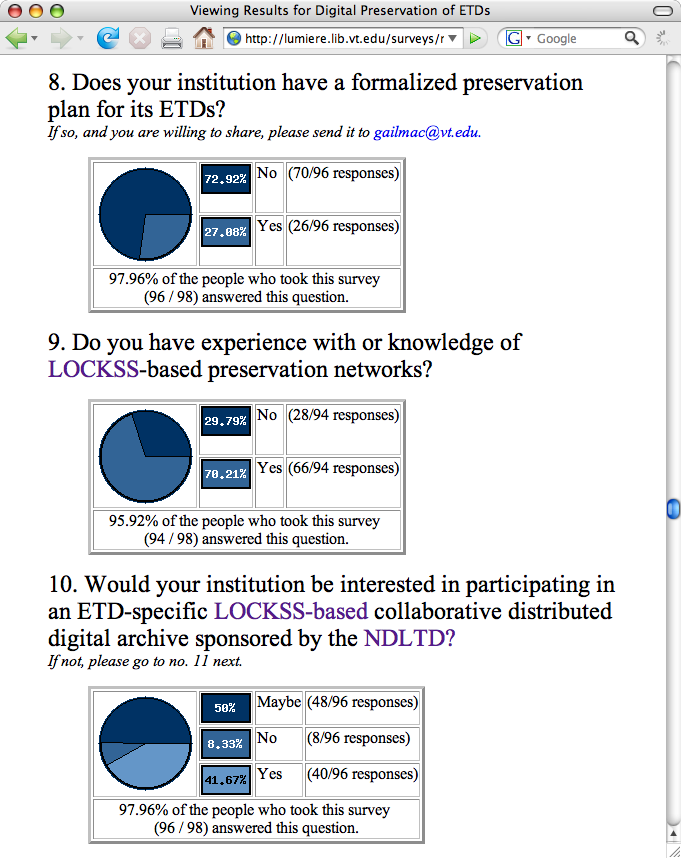 Viewing Results for Digital Preservation of ETDs
http://lumiere.lib.vt.edu/surveys/r
G Google
8. Does your institution have a formalized preservation
plan for its ETDs?
If so, and you are willing to share, please send it to gailmac@vt.edu.
72.92% No (70/96 responses)
27.08% Yes (26/96 responses)
97.96% of the people who took this survey
(96 / 98) answered this question.
9. Do you have experience with or knowledge of
LOCKSS-based preservation networks?
29.79% No (28/94 responses)
70.21% Yes (66/94 responses)
95.92% of the people who took this survey
(94 / 98) answered this question.
10. Would your institution be interested in participating in
an ETD-specific LOCKSS-based collaborative distributed
digital archive sponsored by the NDLTD?
If not, please go to no. 11 next.
50% Maybe (48/96 responses)
8.33% No (8/96 responses)
41.67% Yes (40/96 responses)
97.96% of the people who took this survey
(96 / 98) answered this question.